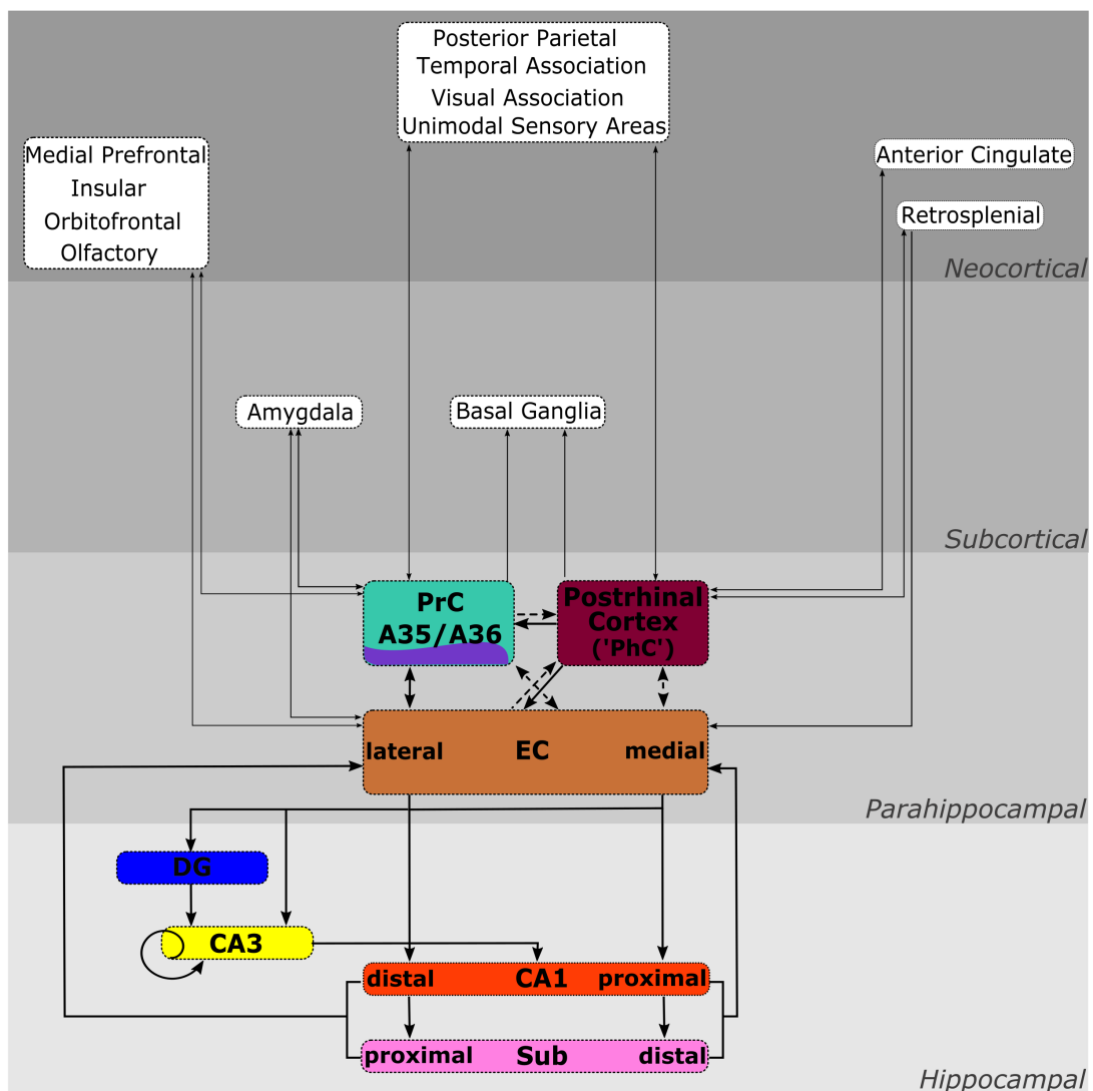 Posterior Parietal
Temporal Association
Visual Association
Unimodal Sensory Areas
Medial Prefrontal
Insular
Orbitofrontal
Olfactory
Anterior Cingulate
Retrosplenial
Neocortical
Amygdala
Basal Ganglia
Subcortical
PrC
A35/A36
Postrhinal
Cortex
('PhC')
lateral EC medial
Parahippocampal
DG
CA3
distal CA1 proximal
proximal Sub distal
Hippocampal